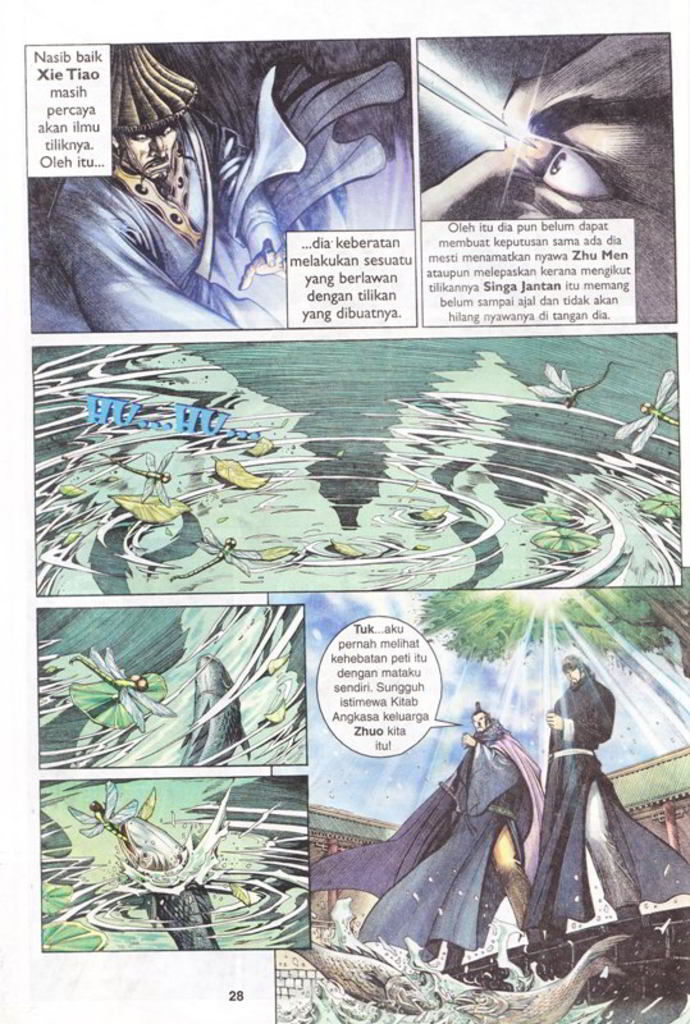 Nasib baik
Xie Tiao
masih
percaya
akan ilmu
tiliknya.
Oleh itu...
...dia keberatan
melakukan sesuatu
yang berlawan
dengan tilikan
yang dibuatnya.
Oleh itu dia pun belum dapat
membuat keputusan sama ada dia
mesti menamatkan nyawa Zhu Men
ataupun melepaskan kerana mengikut
tilikannya Singa Jantan itu memang
belum sampai ajal dan tidak akan
hilang nyawanya di tangan dia.
HU...HU...
Tuk...aku
pernah melihat
kehebatan peti itu
dengan mataku
sendiri. Sungguh
istimewa Kitab
Angkasa keluarga
Zhuo kita
itu!
28